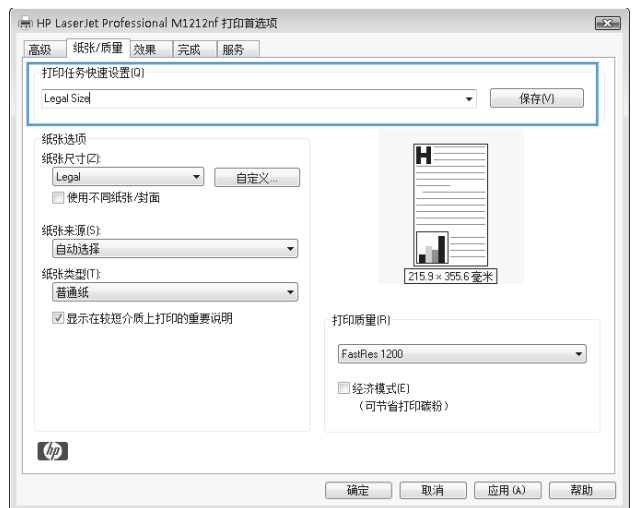 HP LaserJet Professional M1212nf 打印首选项
高级 纸张/质量 效果 完成 服务
打印任务快速设置(Q)
Legal Size
保存(V)
纸张选项
纸张尺寸(Z):
Legal
自定义...
使用不同纸张/封面
纸张来源(S):
自动选择
纸张类型(T):
普通纸
显示在较短介质上打印的重要说明
H
215.9 × 355.6 毫米
打印质量(R)
FastRes 1200
经济模式(E)
(可节省打印碳粉)
hp
确定 取消 应用(A) 帮助